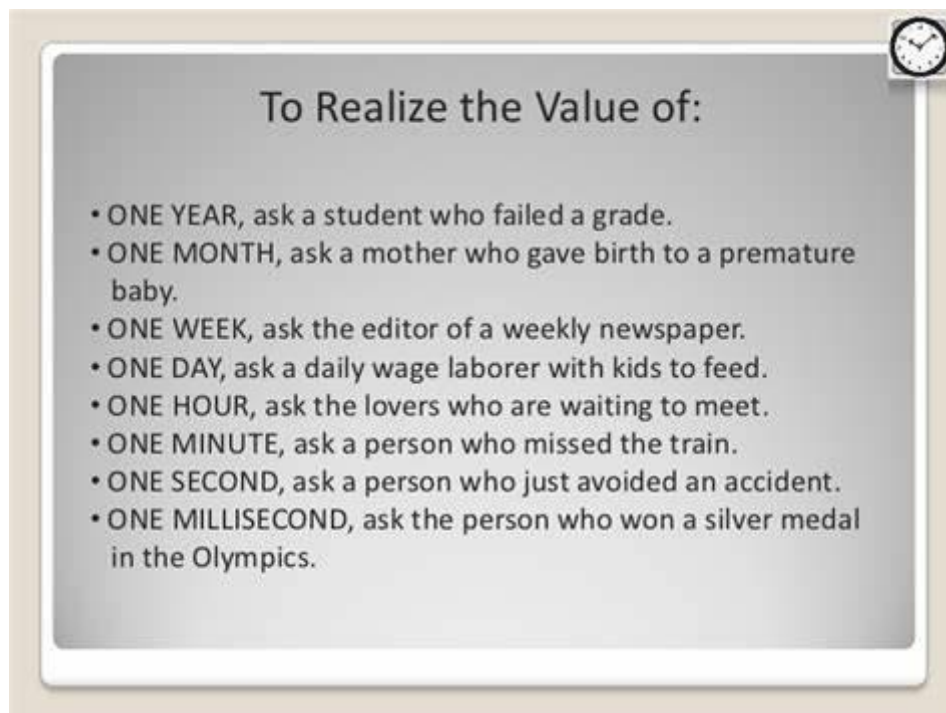 To Realize the Value of:
• ONE YEAR, ask a student who failed a grade.
• ONE MONTH, ask a mother who gave birth to a premature
baby.
• ONE WEEK, ask the editor of a weekly newspaper.
• ONE DAY, ask a daily wage laborer with kids to feed.
• ONE HOUR, ask the lovers who are waiting to meet.
• ONE MINUTE, ask a person who missed the train.
• ONE SECOND, ask a person who just avoided an accident.
• ONE MILLISECOND, ask the person who won a silver medal
in the Olympics.